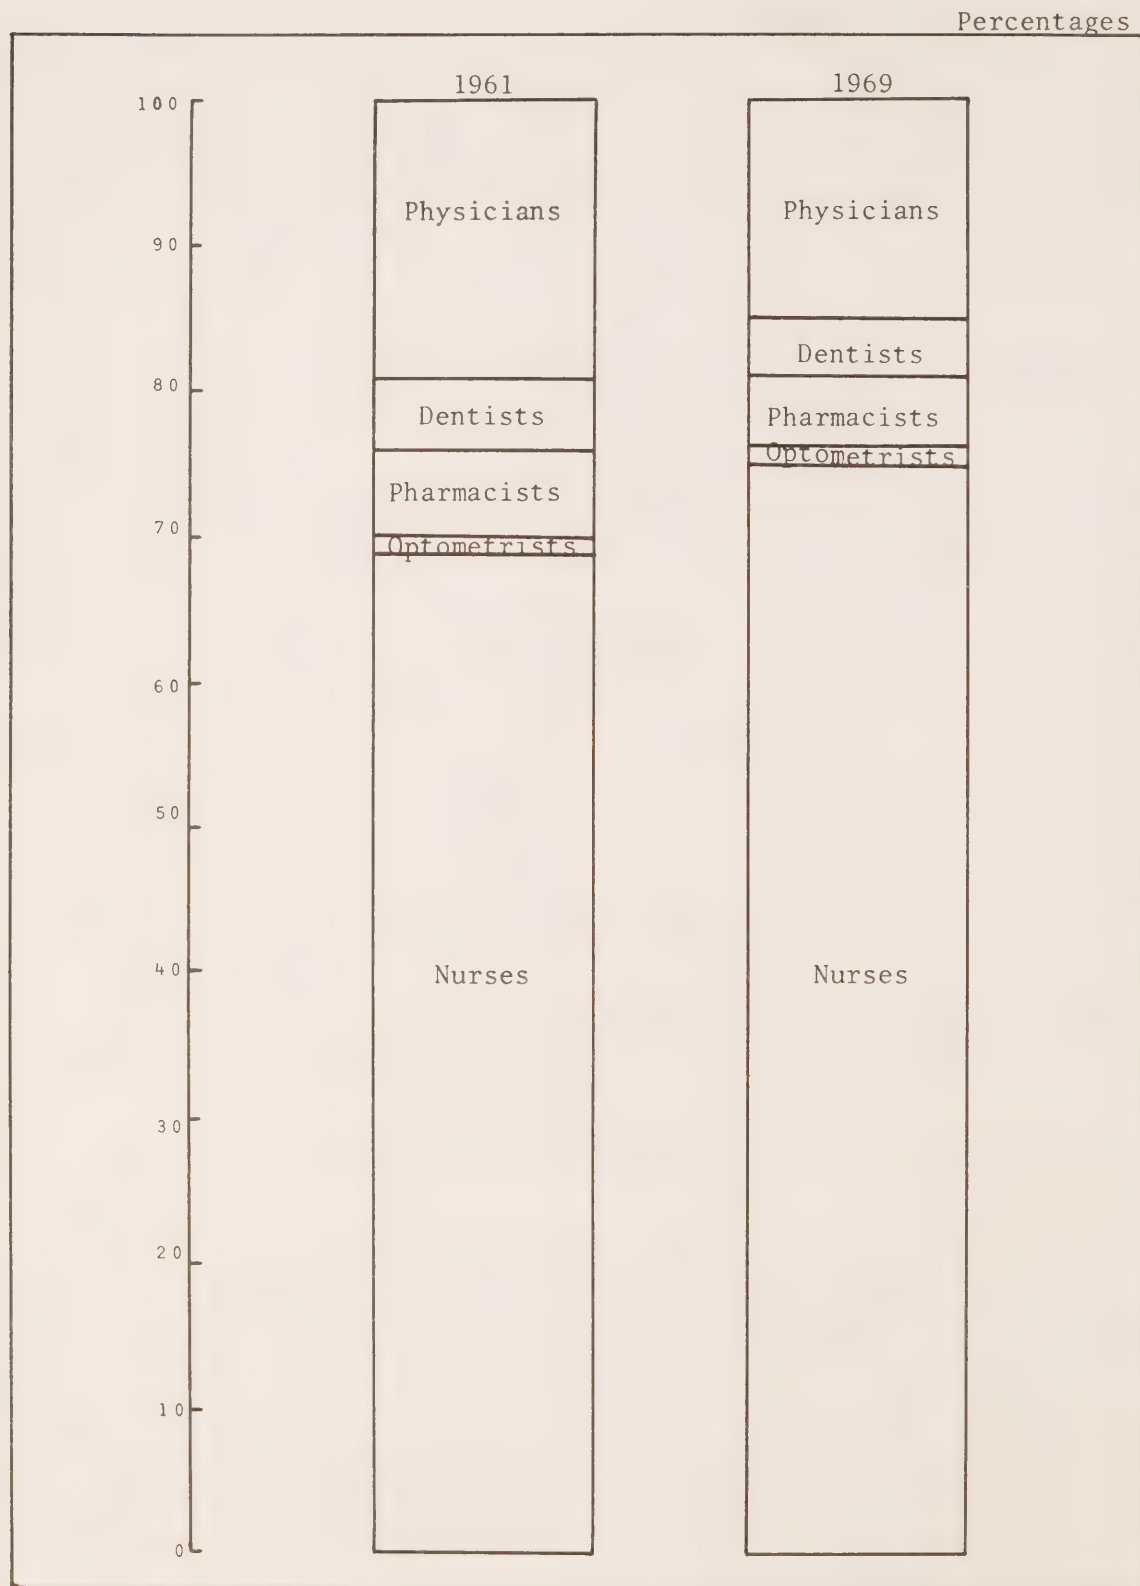 Percentages
1961 1969
100
Physicians Physicians
90
Dentists
80
Dentists Pharmacists
Optometrists
Pharmacists
70
Optometrists
60
50
40 Nurses Nurses
30
20
10
0